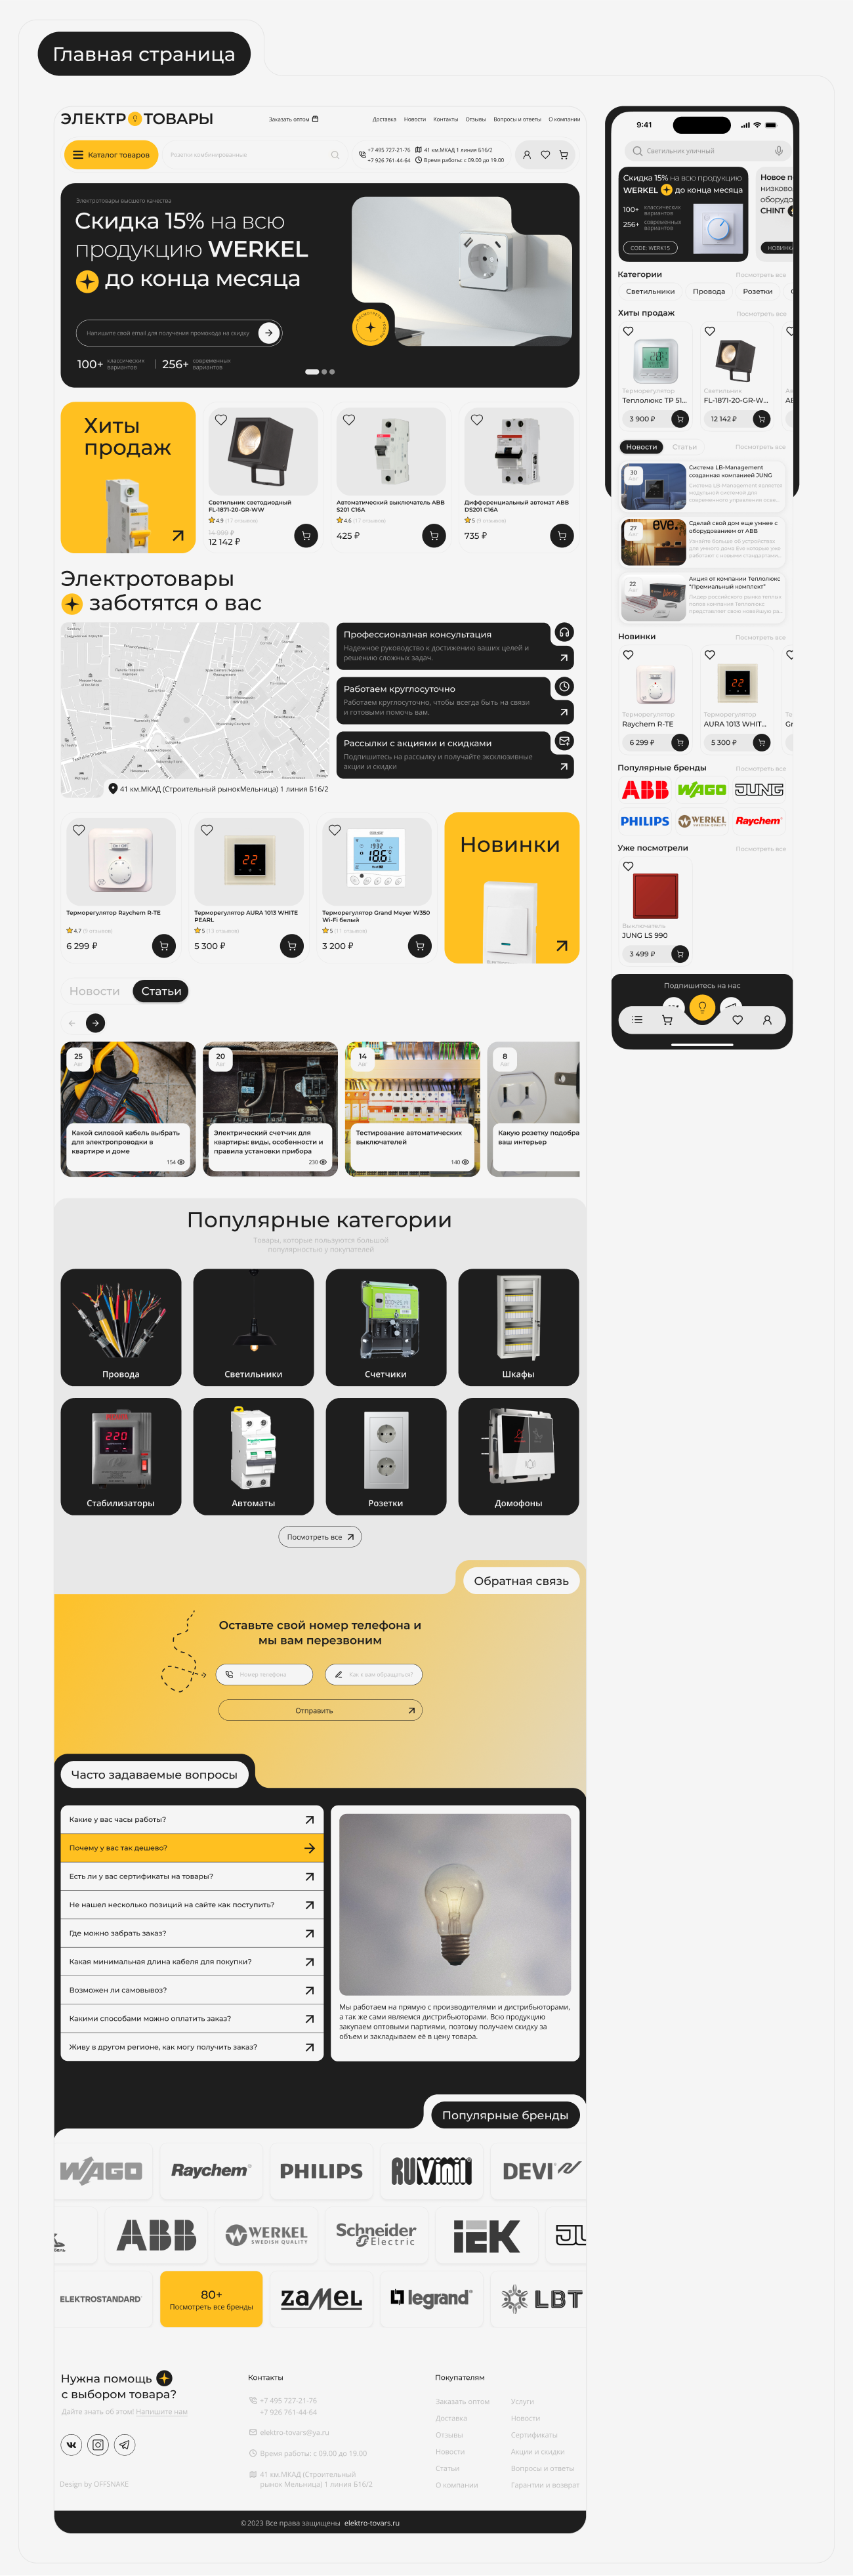 Главная страница
ЭЛЕКТР ТОВАРЫ
Заказать оптом
Доставка Новости Контакты Отзывы Вопросы и ответы О компании
Каталог товаров
Розетки комбинированные
+7 495 727-21-76
+7 926 761-44-64
41 км.МКАД 1 линия Б16/2
Время работы: с 09.00 до 19.00
Электротовары высшего качества
Скидка 15% на всю
продукцию WERKEL
до конца месяца
Напишите свой email для получения промокода на скидку
100+ классических вариантов
256+ современных вариантов
Хиты
продаж
Светильник светодиодный
FL-1871-20-GR-WW
4.9 (17 отзывов)
14 999 ₽
12 142 ₽
Автоматический выключатель ABB
S201 C16A
4.6 (17 отзывов)
425 ₽
Дифференциальный автомат ABB
DS201 C16A
5 (9 отзывов)
735 ₽
Электротовары
заботятся о вас
41 км.МКАД (Строительный рынокМельница) 1 линия Б16/2
Профессиональная консультация
Надежное руководство к достижению ваших целей и
решению сложных задач.
Работаем круглосуточно
Работаем круглосуточно, чтобы всегда быть на связи
и готовыми помочь вам.
Рассылки с акциями и скидками
Подпишитесь на рассылку и получайте эксклюзивные
акции и скидки
Терморегулятор Raychem R-TE
4.7 (9 отзывов)
6 299 ₽
Терморегулятор AURA 1013 WHITE
PEARL
5 (13 отзывов)
5 300 ₽
Терморегулятор Grand Meyer W350
Wi-Fi белый
5 (11 отзывов)
3 200 ₽
Новинки
Новости
Статьи
25
Авг
Какой силовой кабель выбрать
для электропроводки в
квартире и доме
154
20
Авг
Электрический счетчик для
квартиры: виды, особенности и
правила установки прибора
230
14
Авг
Тестирование автоматических
выключателей
140
8
Авг
Какую розетку подобра
ваш интерьер
Популярные категории
Товары, которые пользуются большой
популярностью у покупателей
Провода
Светильники
Счетчики
Шкафы
Стабилизаторы
Автоматы
Розетки
Домофоны
Посмотреть все
Обратная связь
Оставьте свой номер телефона и
мы вам перезвоним
Номер телефона
Как к вам обращаться?
Отправить
Часто задаваемые вопросы
Какие у вас часы работы?
Почему у вас так дешево?
Есть ли у вас сертификаты на товары?
Не нашел несколько позиций на сайте как поступить?
Где можно забрать заказ?
Какая минимальная длина кабеля для покупки?
Возможен ли самовывоз?
Какими способами можно оплатить заказ?
Живу в другом регионе, как могу получить заказ?
Мы работаем на прямую с производителями и дистрибьюторами,
а так же сами являемся дистрибьюторами. Всю продукцию
закупаем оптовыми партиями, поэтому получаем скидку за
объем и закладываем её в цену товара.
Популярные бренды
WAGO
Raychem
PHILIPS
RUVinil
DEVI
ABB
WERKEL
SWEDISH QUALITY
Schneider
Electric
IEK
ELEKTROSTANDARD
80+
Посмотреть все бренды
ZAMEL
legrand
LBT
Нужна помощь
с выбором товара?
Дайте знать об этом! Напишите нам
Design by OFFSNAKE
Контакты
+7 495 727-21-76
+7 926 761-44-64
elektro-tovars@ya.ru
Время работы: с 09.00 до 19.00
41 км.МКАД (Строительный
рынок Мельница) 1 линия Б16/2
Покупателям
Заказать оптом
Доставка
Отзывы
Новости
Статьи
О компании
Услуги
Новости
Сертификаты
Акции и скидки
Вопросы и ответы
Гарантии и возврат
©2023 Все права защищены elektro-tovars.ru
9:41
Светильник уличный
Скидка 15% на всю продукцию
WERKEL до конца месяца
100+ классических вариантов
256+ современных вариантов
CODE: WERK15
Новое п
низково
оборудо
CHINT
НОВИНКА
Категории
Посмотреть все
Светильники
Провода
Розетки
Хиты продаж
Посмотреть все
Терморегулятор
Теплолюкс ТР 51...
3 900 ₽
Светильник
FL-1871-20-GR-W...
12 142 ₽
Новости
Статьи
Посмотреть все
30
Авг
Система LB-Management
созданная компанией JUNG
Система LB-Management является
модульной системой для
современного управления осве...
27
Авг
Сделай свой дом еще умнее с
оборудованием от ABB
Узнайте больше об устройствах
для умного дома Eve которые уже
работают с новыми стандартами...
22
Авг
Акция от компании Теплолюкс
"Премиальный комплект"
Лидер российского рынка теплых
полов компания Теплолюкс
представляет свою новейшую ра...
Новинки
Посмотреть все
Терморегулятор
Raychem R-TE
6 299 ₽
Терморегулятор
AURA 1013 WHIT...
5 300 ₽
Популярные бренды
Посмотреть все
ABB
WAGO
JUNG
PHILIPS
WERKEL
SWEDISH QUALITY
Raychem
Уже посмотрели
Посмотреть все
Выключатель
JUNG LS 990
3 499 ₽
Подпишитесь на нас